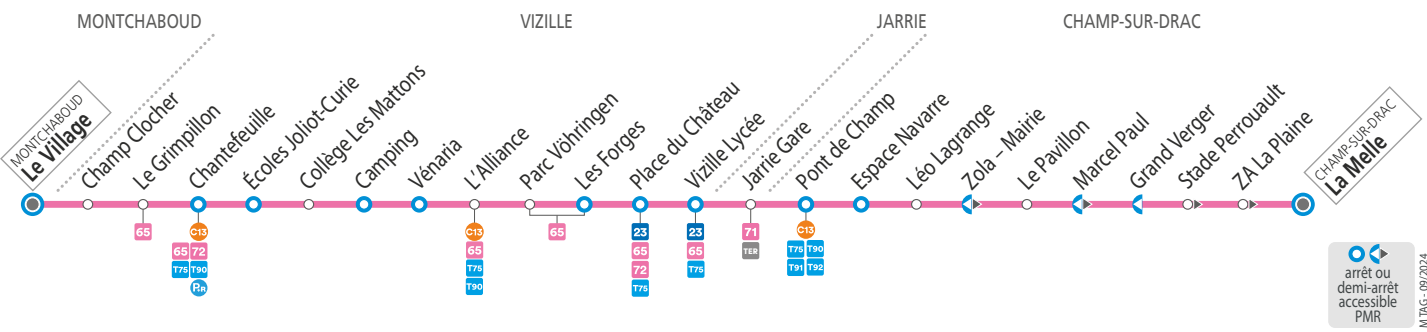 MONTCHABOUD
VIZILLE
JARRIE
CHAMP-SUR-DRAC
MONTCHABOUD
Le Village
Champ Clocher
Le Grimpillon
Chantefeuille
Écoles Joliot-Curie
Collège Les Mattons
Camping
Vénaria
L'Alliance
Parc Vöhringen
Les Forges
Place du Château
Vizille Lycée
Jarrie Gare
Pont de Champ
Espace Navarre
Léo Lagrange
Zola – Mairie
Le Pavillon
Marcel Paul
Grand Verger
Stade Perrouault
ZA La Plaine
CHAMP-SUR-DRAC
La Melle
65
C13
65 72
T75 T90
P+R
C13
65
T75
T90
65
23
65
72
T75
23
65
T75
71
TER
C13
T75 T90
T91 T92
arrêt ou
demi-arrêt
accessible
PMR
M TAG - 09/2024